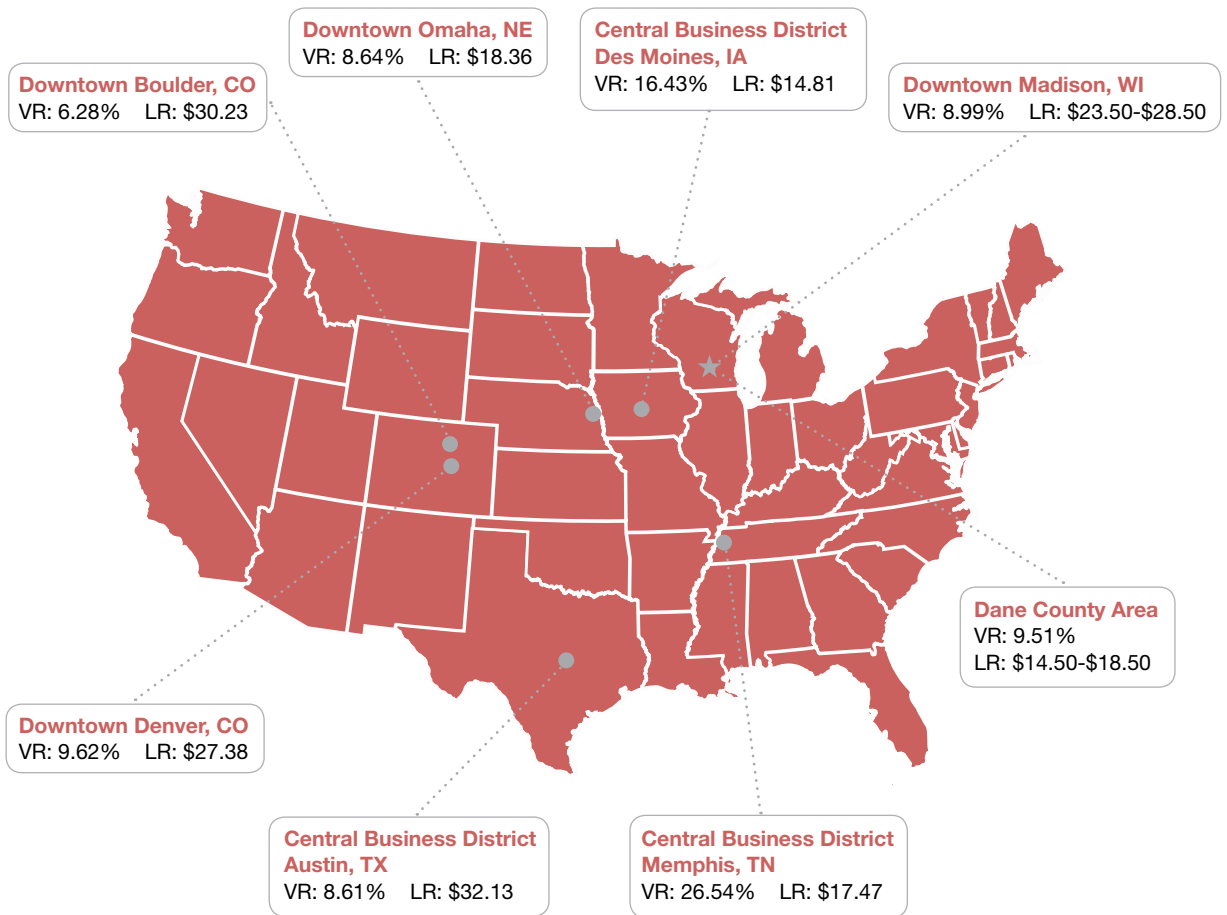 Downtown Omaha, NE
VR: 8.64% LR: $18.36
Central Business District
Des Moines, IA
VR: 16.43% LR: $14.81
Downtown Boulder, CO
VR: 6.28% LR: $30.23
Downtown Madison, WI
VR: 8.99% LR: $23.50-$28.50
Dane County Area
VR: 9.51%
LR: $14.50-$18.50
Downtown Denver, CO
VR: 9.62% LR: $27.38
Central Business District
Austin, TX
VR: 8.61% LR: $32.13
Central Business District
Memphis, TN
VR: 26.54% LR: $17.47